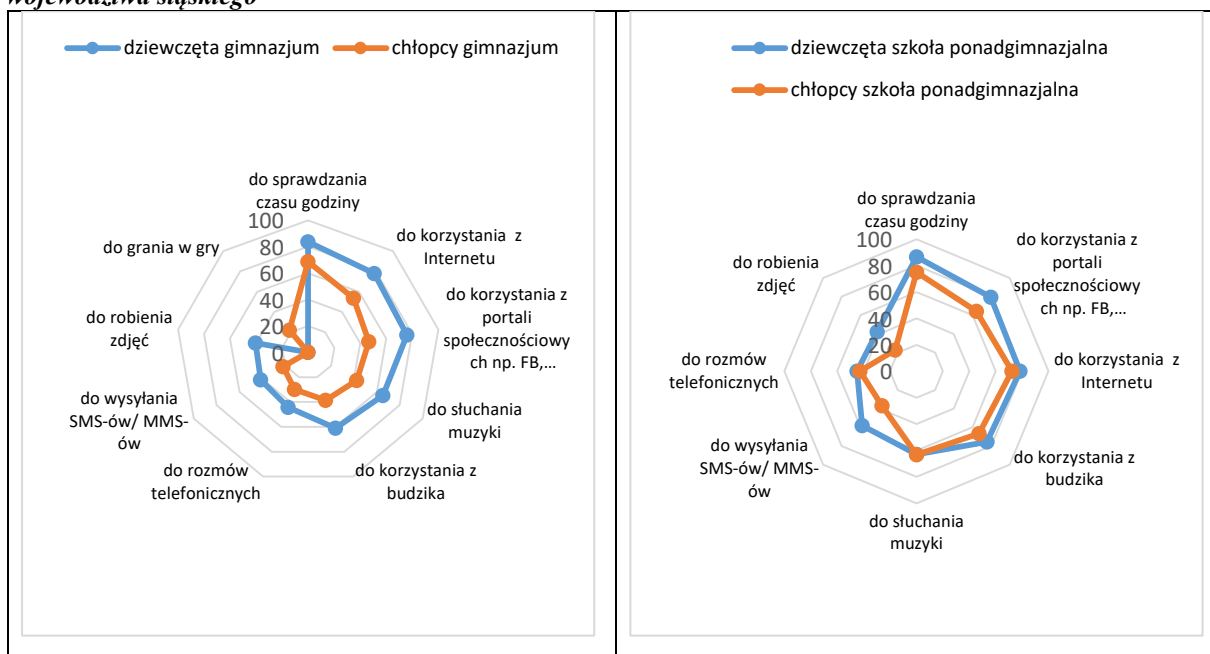 województwa śląskiego
dziewczęta gimnazjum
chłopcy gimnazjum
do sprawdzania
czasu godziny
100
80
60
40
20
0
do korzystania z
Internetu
do korzystania z
portali
społecznościowy
ch np. FB,...
do słuchania
muzyki
do korzystania z
budzika
do rozmów
telefonicznych
do wysyłania
SMS-ów/ MMS-
ów
do robienia
zdjęć
do grania w gry
dziewczęta szkoła ponadgimnazjalna
chłopcy szkoła ponadgimnazjalna
do sprawdzania
czasu godziny
100
80
60
40
20
0
do korzystania z
portali
społecznościowy
ch np. FB,...
do korzystania z
Internetu
do korzystania z
budzika
do słuchania
muzyki
do wysyłania
SMS-ów/ MMS-
ów
do rozmów
telefonicznych
do robienia
zdjęć